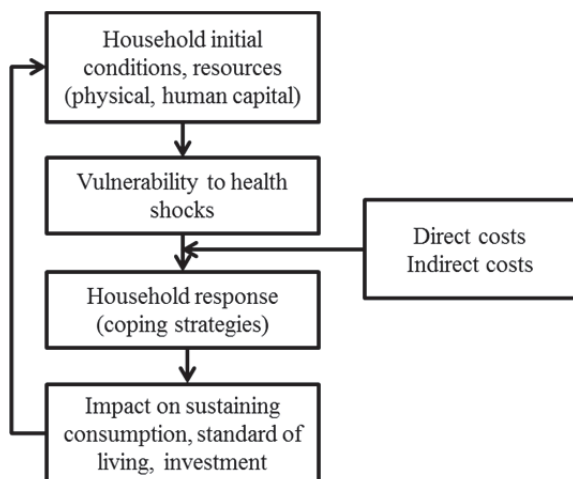 Household initial
conditions, resources
(physical, human capital)
Vulnerability to health
shocks
Direct costs
Indirect costs
Household response
(coping strategies)
Impact on sustaining
consumption, standard of
living, investment